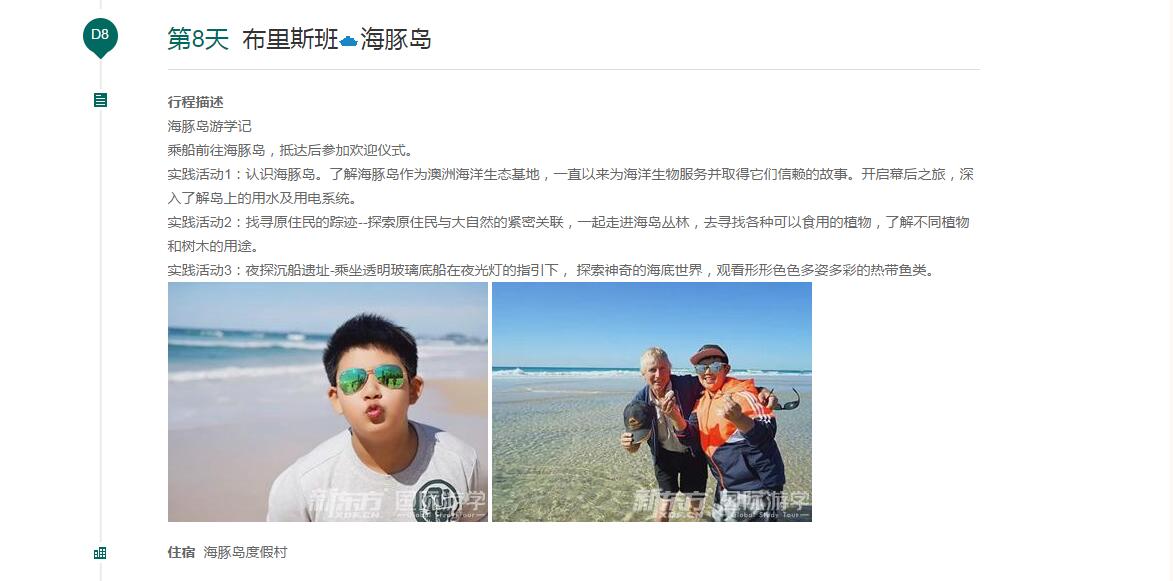 D8
第8天 布里斯班 海豚岛
行程描述
海豚岛游学记
乘船前往海豚岛，抵达后参加欢迎仪式。
实践活动1：认识海豚岛。了解海豚岛作为澳洲海洋生态基地，一直以来为海洋生物服务并取得它们信赖的故事。开启幕后之旅，深
入了解岛上的用水及用电系统。
实践活动2：找寻原住民的踪迹--探索原住民与大自然的紧密关联，一起走进海岛丛林，去寻找各种可以食用的植物，了解不同植物
和树木的用途。
实践活动3：夜探沉船遗址-乘坐透明玻璃底船在夜光灯的指引下， 探索神奇的海底世界，观看形形色色多姿多彩的热带鱼类。
新东方 国际游学
XDF.CN Global Study Tour
新东方 国际游学
XDF.CN Global Study Tour
住宿 海豚岛度假村